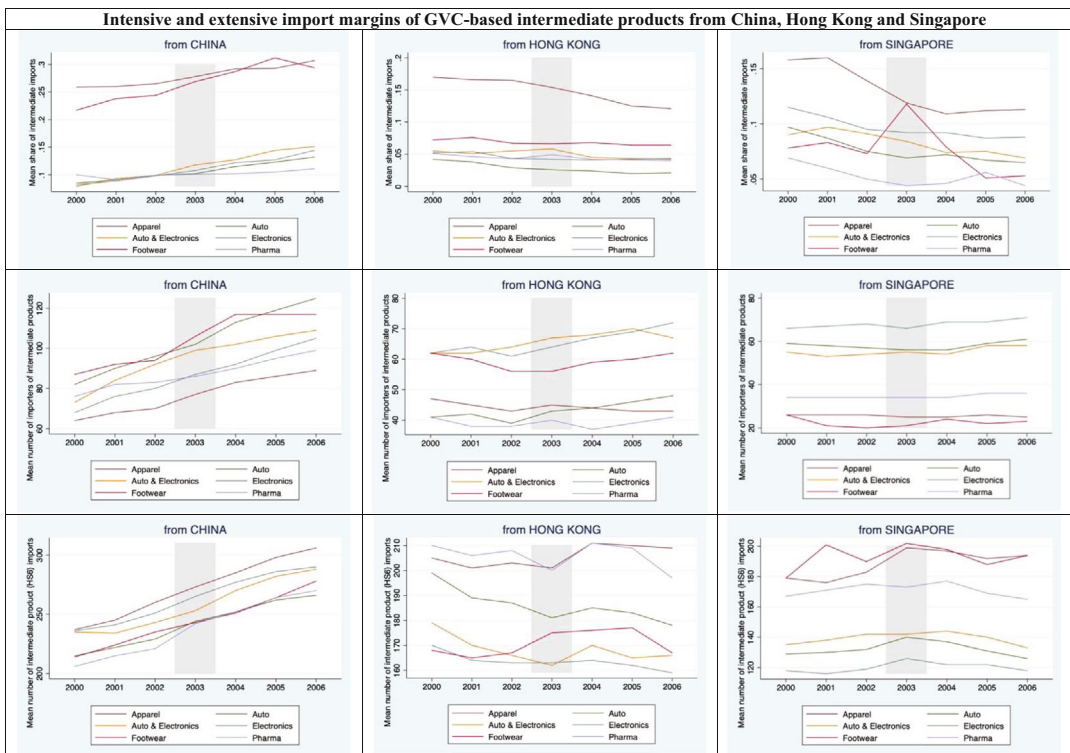 Intensive and extensive import margins of GVC-based intermediate products from China, Hong Kong and Singapore
from CHINA
Mean share of intermediate imports
.3
.25
.2
.15
.1
2000 2001 2002 2003 2004 2005 2006
Apparel Auto
Auto & Electronics Electronics
Footwear Pharma
from HONG KONG
Mean share of intermediate imports
.2
.15
.1
.05
0
2000 2001 2002 2003 2004 2005 2006
Apparel Auto
Auto & Electronics Electronics
Footwear Pharma
from SINGAPORE
Mean share of intermediate imports
.15
.1
.05
2000 2001 2002 2003 2004 2005 2006
Apparel Auto
Auto & Electronics Electronics
Footwear Pharma
from CHINA
Mean number of importers of intermediate products
120
100
80
60
2000 2001 2002 2003 2004 2005 2006
Apparel Auto
Auto & Electronics Electronics
Footwear Pharma
from HONG KONG
Mean number of importers of intermediate products
80
70
60
50
40
2000 2001 2002 2003 2004 2005 2006
Apparel Auto
Auto & Electronics Electronics
Footwear Pharma
from SINGAPORE
Mean number of importers of intermediate products
80
60
40
20
2000 2001 2002 2003 2004 2005 2006
Apparel Auto
Auto & Electronics Electronics
Footwear Pharma
from CHINA
Mean number of intermediate product (HS6) imports
300
250
200
2000 2001 2002 2003 2004 2005 2006
Apparel Auto
Auto & Electronics Electronics
Footwear Pharma
from HONG KONG
Mean number of intermediate product (HS6) imports
210
200
190
180
170
160
2000 2001 2002 2003 2004 2005 2006
Apparel Auto
Auto & Electronics Electronics
Footwear Pharma
from SINGAPORE
Mean number of intermediate product (HS6) imports
200
180
160
140
120
2000 2001 2002 2003 2004 2005 2006
Apparel Auto
Auto & Electronics Electronics
Footwear Pharma